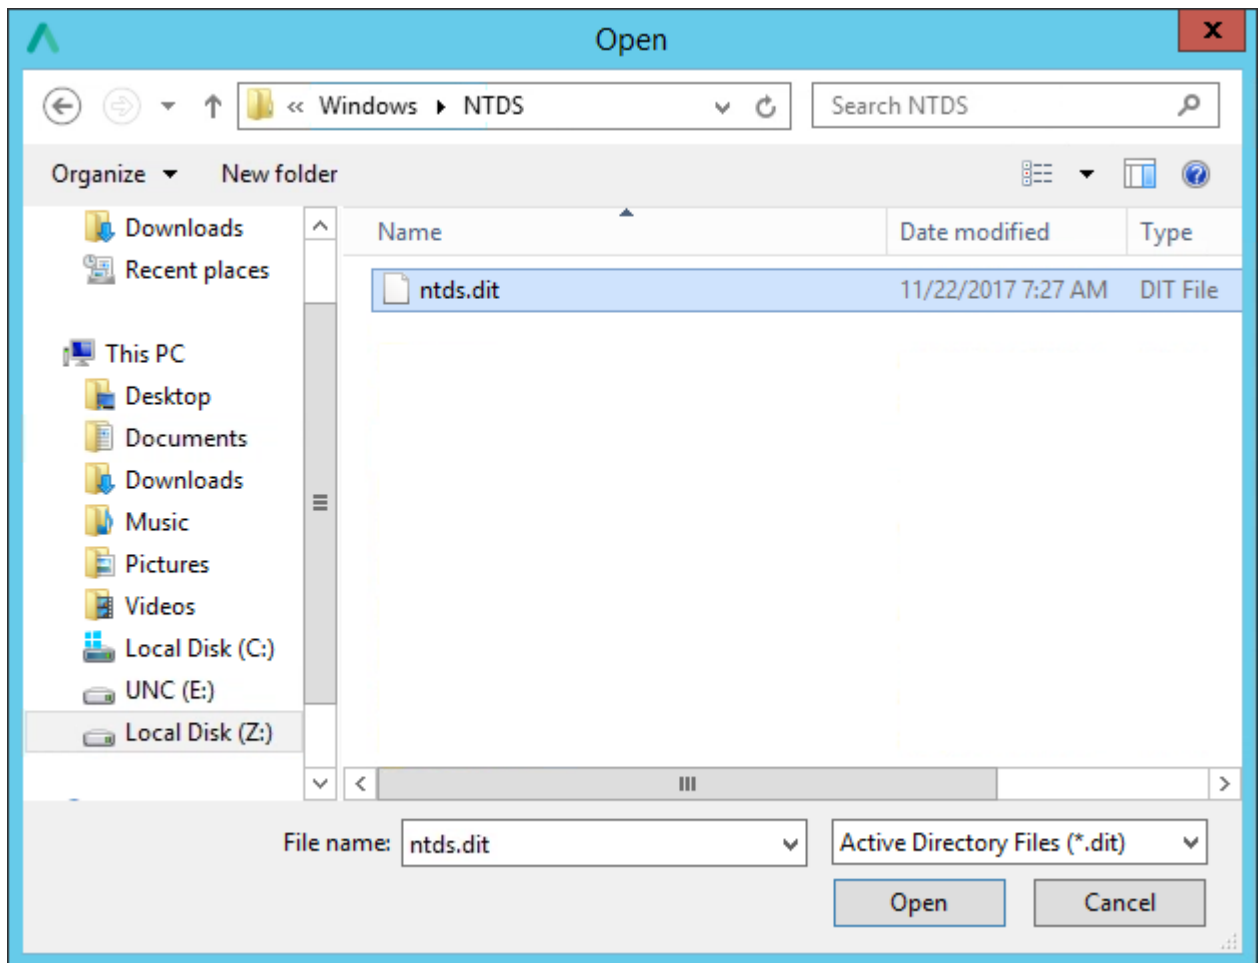 Open
x
« Windows NTDS
Search NTDS
Organize
New folder
Name
Date modified
Type
Downloads
Recent places
ntds.dit
11/22/2017 7:27 AM
DIT File
This PC
Desktop
Documents
Downloads
Music
Pictures
Videos
Local Disk (C:)
UNC (E:)
Local Disk (Z:)
File name:
ntds.dit
Active Directory Files (*.dit)
Open
Cancel